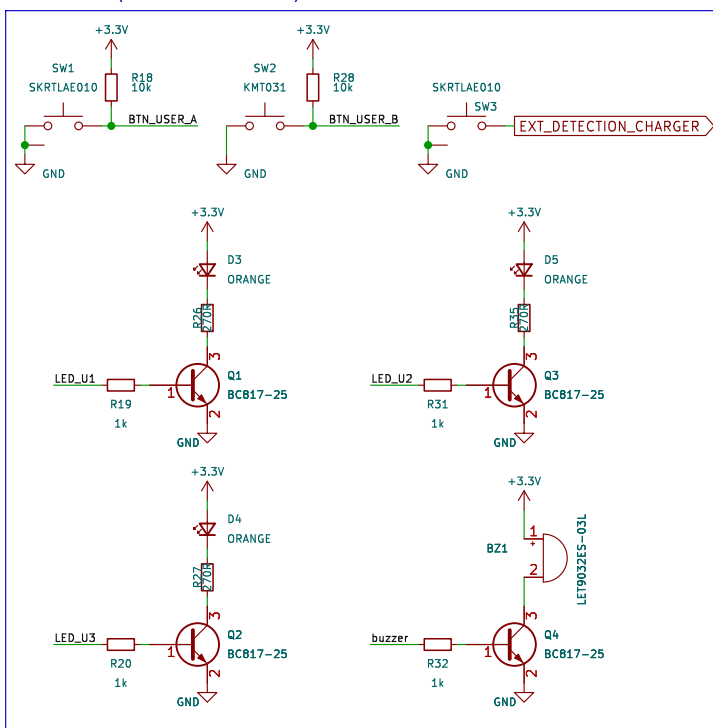 +3.3V
SW1
SKRTLAE010
R18
10k
BTN_USER_A
GND
+3.3V
SW2
KMT031
R28
10k
BTN_USER_B
GND
SKRTLAE010
SW3
EXT_DETECTION_CHARGER
GND
+3.3V
D3
ORANGE
R26
270R
LED_U1
R19
1k
1
3
2
Q1
BC817-25
GND
+3.3V
D5
ORANGE
R35
270R
LED_U2
R31
1k
1
3
2
Q3
BC817-25
GND
+3.3V
D4
ORANGE
R27
270R
LED_U3
R20
1k
1
3
2
Q2
BC817-25
GND
+3.3V
BZ1
1
+
2
LET9032ES-03L
buzzer
R32
1k
1
3
2
Q4
BC817-25
GND